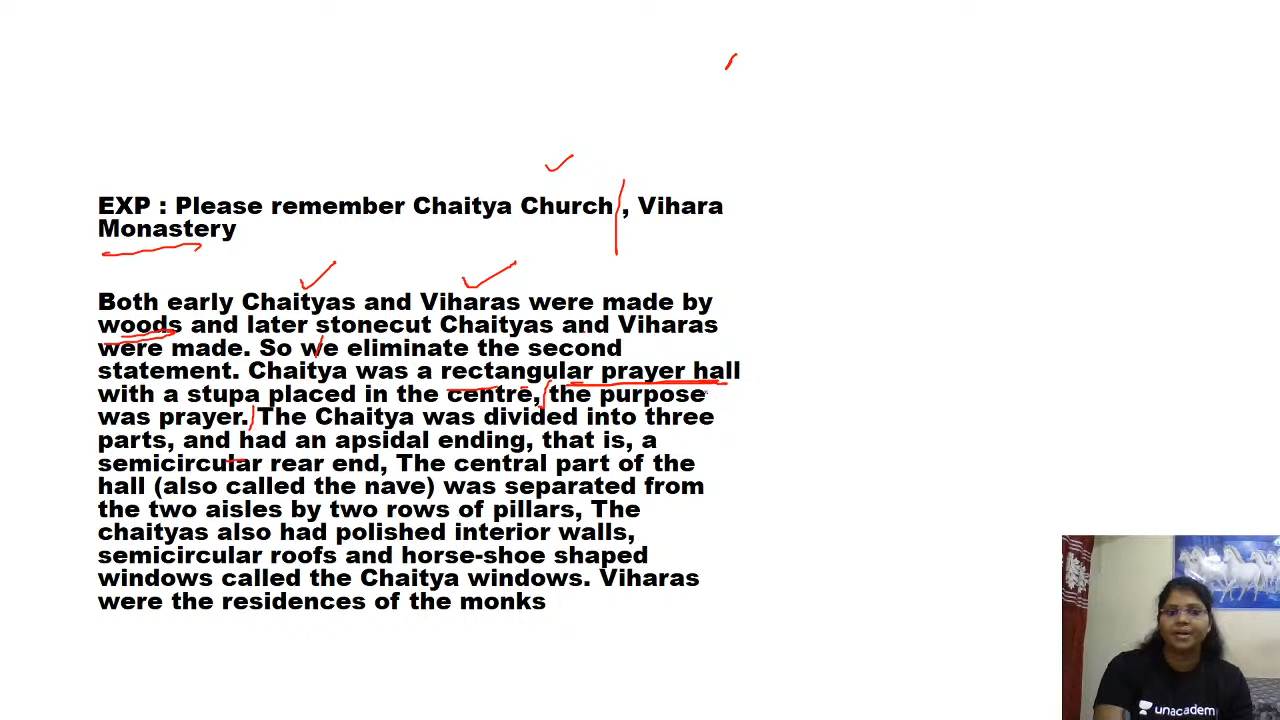 EXP : Please remember Chaitya Church , Vihara
Monastery
Both early Chaityas and Viharas were made by
woods and later stonecut Chaityas and Viharas
were made. So we eliminate the second
statement. Chaitya was a rectangular prayer hall
with a stupa placed in the centre, the purpose
was prayer. The Chaitya was divided into three
parts, and had an apsidal ending, that is, a
semicircular rear end, The central part of the
hall (also called the nave) was separated from
the two aisles by two rows of pillars, The
chaityas also had polished interior walls,
semicircular roofs and horse-shoe shaped
windows called the Chaitya windows. Viharas
were the residences of the monks
unacademy